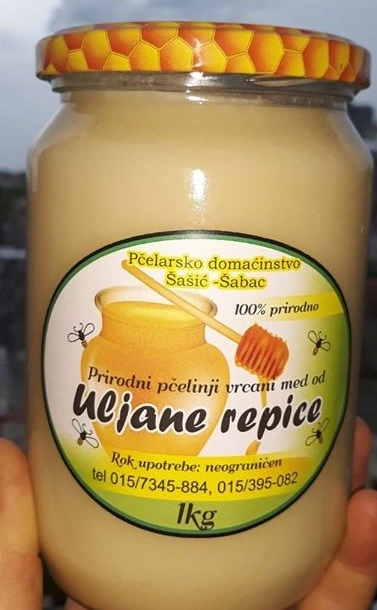 Pčelarsko domaćinstvo
Šašić -Šabac
100% prirodno
Prirodni pčelinji vrcani med od
uljane repice
Rok upotrebe: neograničen
tel 015/7345-884, 015/395-082
1kg